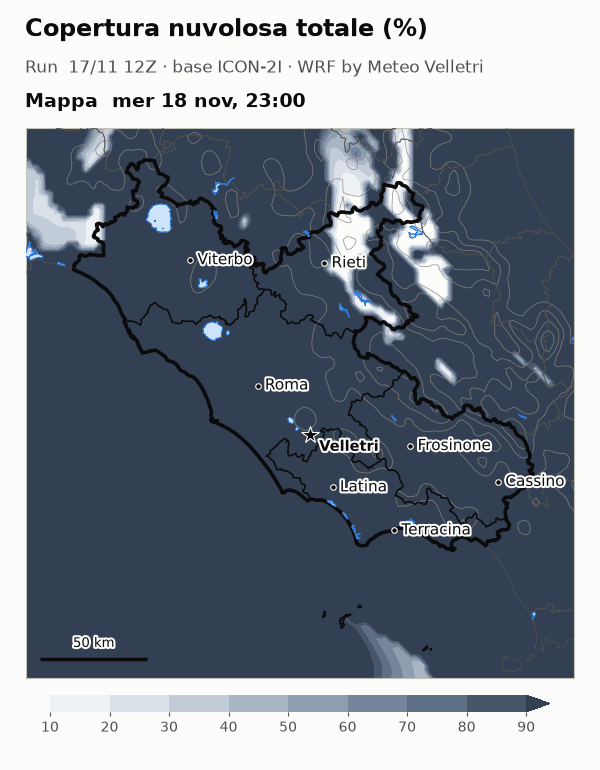 Copertura nuvolosa totale (%)
Run 17/11 12Z · base ICON-2I · WRF by Meteo Velletri
Mappa mer 18 nov, 23:00
Viterbo
Rieti
Roma
Velletri
Frosinone
Cassino
Latina
Terracina
50 km
10 20 30 40 50 60 70 80 90